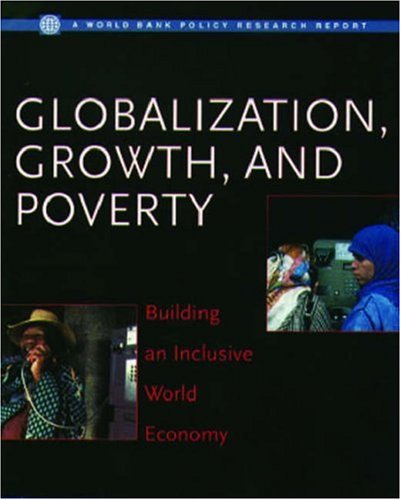 A WORLD BANK POLICY RESEARCH REPORT
GLOBALIZATION,
GROWTH, AND
POVERTY
Building
an Inclusive
World
Economy